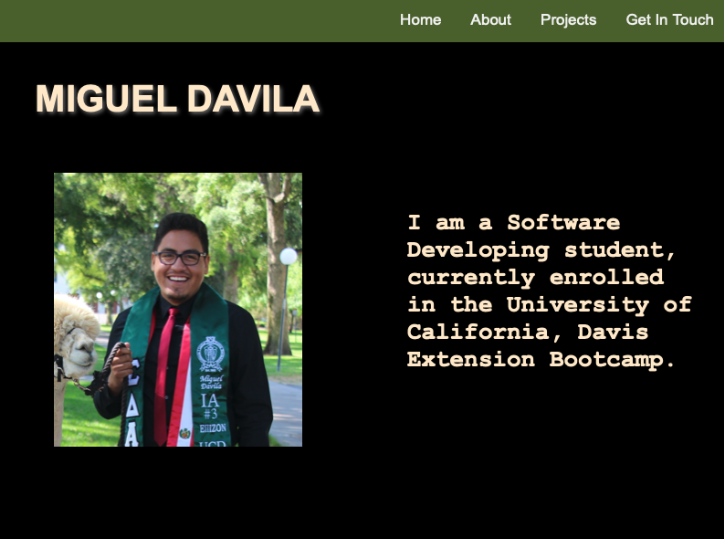 Home About Projects Get In Touch
MIGUEL DAVILA
I am a Software
Developing student,
currently enrolled
in the University of
California, Davis
Extension Bootcamp.
Miguel
Davila
IA
#3
UCD
ΣΔΑ